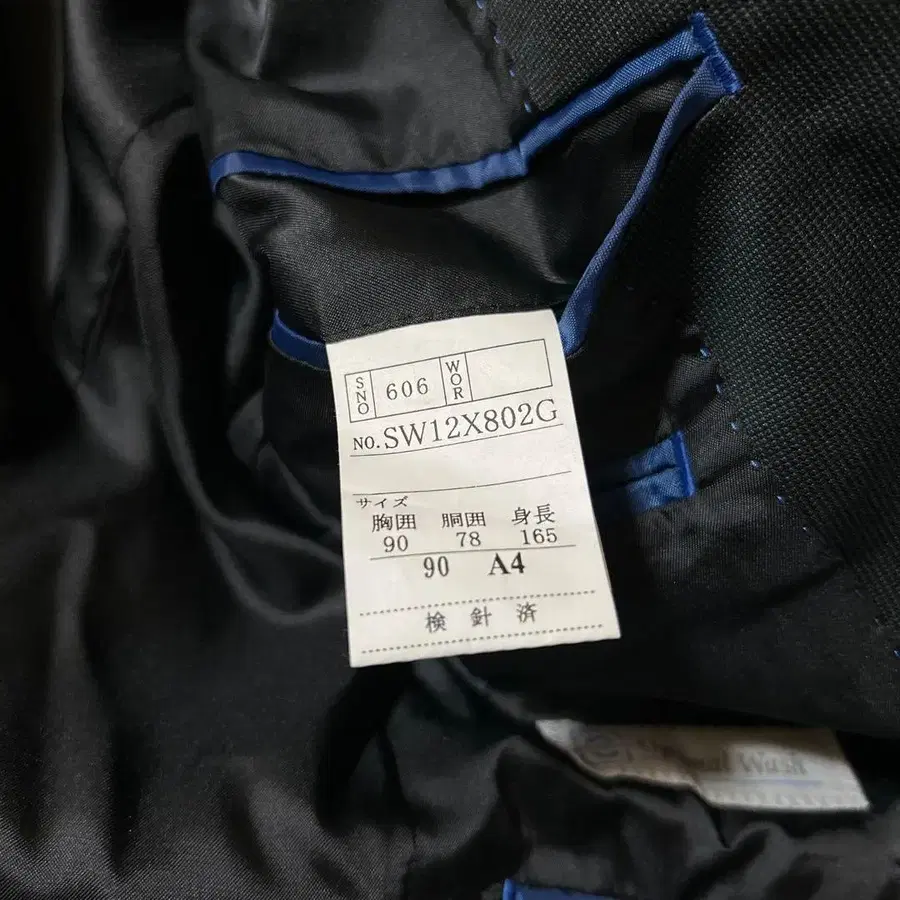 SNO 606 WOR
NO. SW12X802G
サイズ
胸囲 胴囲 身長
90 78 165
90 A4
検針済
Wash